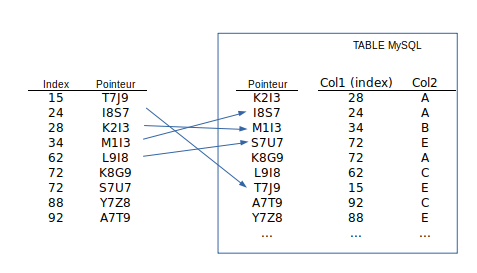 TABLE MySQL
Index Pointeur Pointeur Col1 (index) Col2
15 T7J9 K2I3 28 A
24 I8S7 I8S7 24 A
28 K2I3 M1I3 34 B
34 M1I3 S7U7 72 E
62 L9I8 K8G9 72 A
72 K8G9 L9I8 62 C
72 S7U7 T7J9 15 E
88 Y7Z8 A7T9 92 C
92 A7T9 Y7Z8 88 E
... ... ...